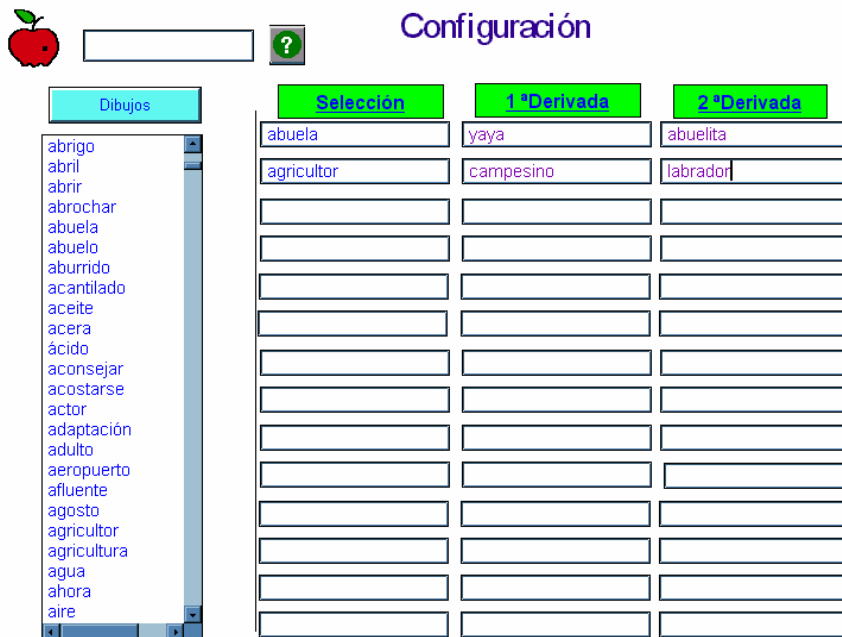 Configuración
?
Dibujos
Selección
1ªDerivada
2ªDerivada
abuela
yaya
abuelita
agricultor
campesino
labrador
abrigo
abril
abrir
abrochar
abuela
abuelo
aburrido
acantilado
aceite
acera
ácido
aconsejar
acostarse
actor
adaptación
adulto
aeropuerto
afluente
agosto
agricultor
agricultura
agua
ahora
aire